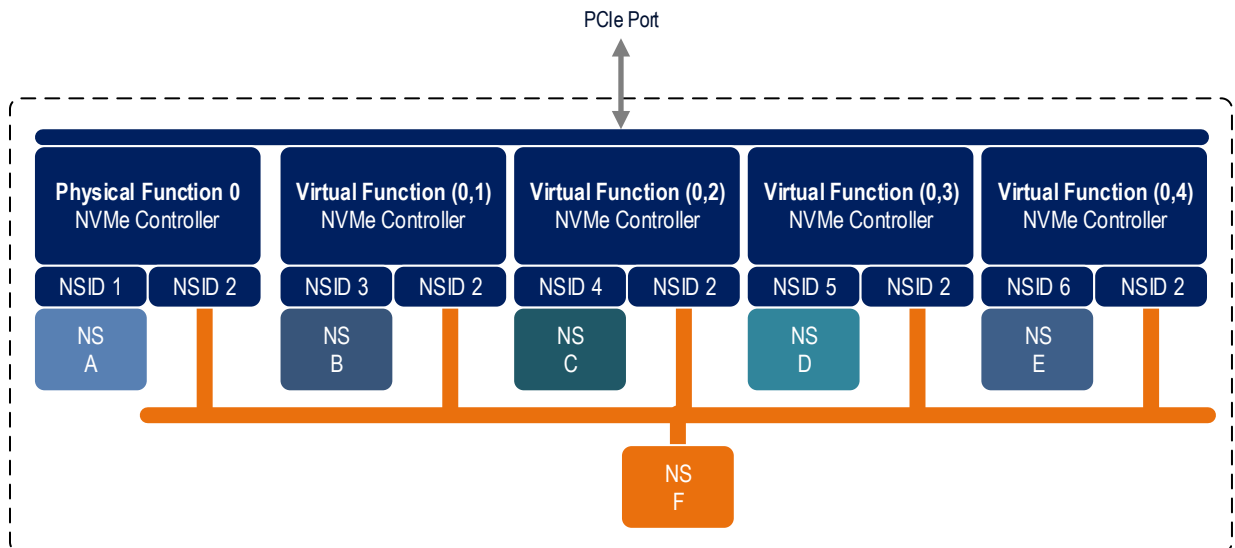 PCIe Port
Physical Function 0
NVMe Controller
Virtual Function (0,1)
NVMe Controller
Virtual Function (0,2)
NVMe Controller
Virtual Function (0,3)
NVMe Controller
Virtual Function (0,4)
NVMe Controller
NSID 1
NSID 2
NSID 3
NSID 2
NSID 4
NSID 2
NSID 5
NSID 2
NSID 6
NSID 2
NS
A
NS
B
NS
C
NS
D
NS
E
NS
F